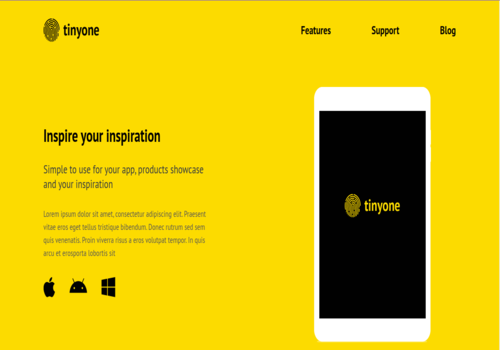 tinyone
Features
Support
Blog
Inspire your inspiration
Simple to use for your app, products showcase
and your inspiration
Lorem ipsum dolor sit amet, consectetur adipiscing elit. Praesent
vitae eros eget tellus tristique bibendum. Donec rutrum sed sem
quis venenatis. Proin viverra risus a eros volutpat tempor. In quis
arcu et erosporta lobortis sit
tinyone